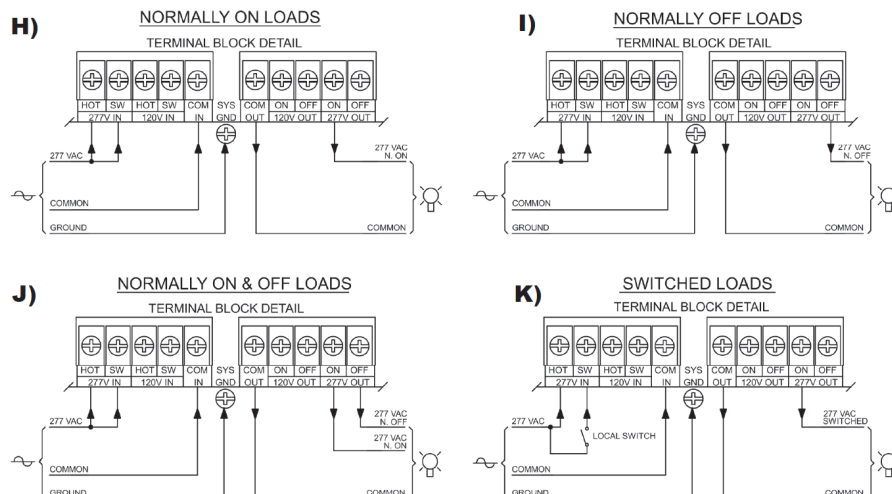 H)
NORMALLY ON LOADS
TERMINAL BLOCK DETAIL
HOT SW HOT SW COM SYS COM ON OFF ON OFF
277V IN 120V IN IN GND OUT 120V OUT 277V OUT
277 VAC
277 VAC
N. ON
COMMON
GROUND
COMMON
I)
NORMALLY OFF LOADS
TERMINAL BLOCK DETAIL
HOT SW HOT SW COM SYS COM ON OFF ON OFF
277V IN 120V IN IN GND OUT 120V OUT 277V OUT
277 VAC
277 VAC
N. OFF
COMMON
GROUND
COMMON
J)
NORMALLY ON & OFF LOADS
TERMINAL BLOCK DETAIL
HOT SW HOT SW COM SYS COM ON OFF ON OFF
277V IN 120V IN IN GND OUT 120V OUT 277V OUT
277 VAC
277 VAC
N. OFF
277 VAC
N. ON
COMMON
GROUND
COMMON
K)
SWITCHED LOADS
TERMINAL BLOCK DETAIL
HOT SW HOT SW COM SYS COM ON OFF ON OFF
277V IN 120V IN IN GND OUT 120V OUT 277V OUT
277 VAC
277 VAC
SWITCHED
LOCAL SWITCH
COMMON
GROUND
COMMON